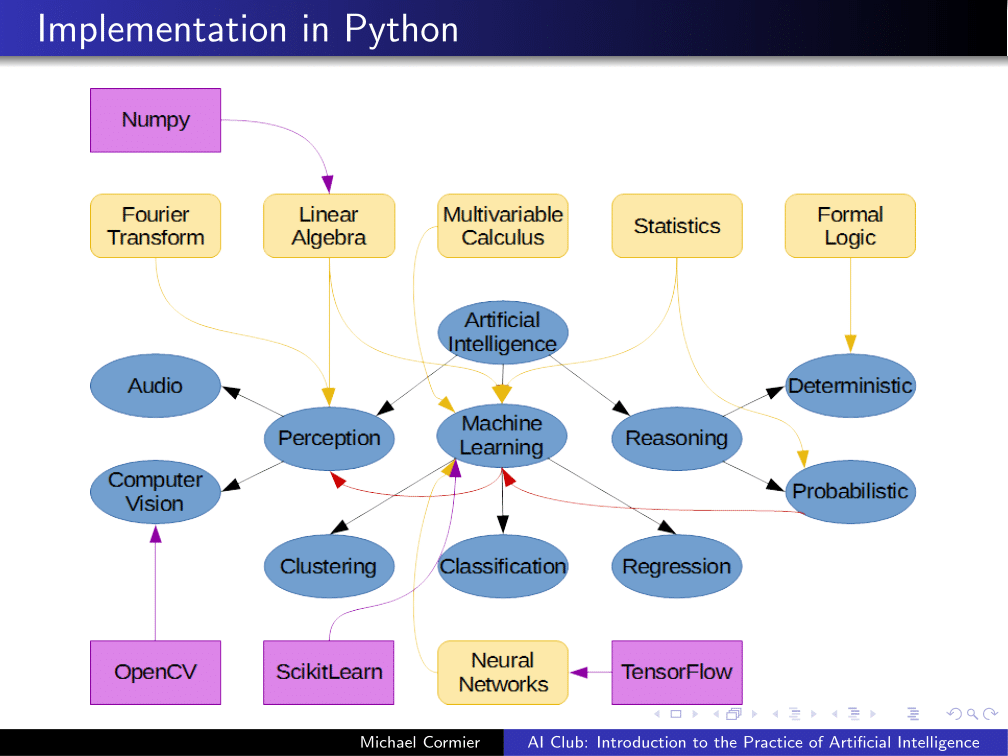 Implementation in Python
Numpy
Fourier
Transform
Linear
Algebra
Multivariable
Calculus
Statistics
Formal
Logic
Artificial
Intelligence
Audio
Deterministic
Perception
Machine
Learning
Reasoning
Computer
Vision
Probabilistic
Clustering
Classification
Regression
OpenCV
ScikitLearn
Neural
Networks
TensorFlow
Michael Cormier
AI Club: Introduction to the Practice of Artificial Intelligence